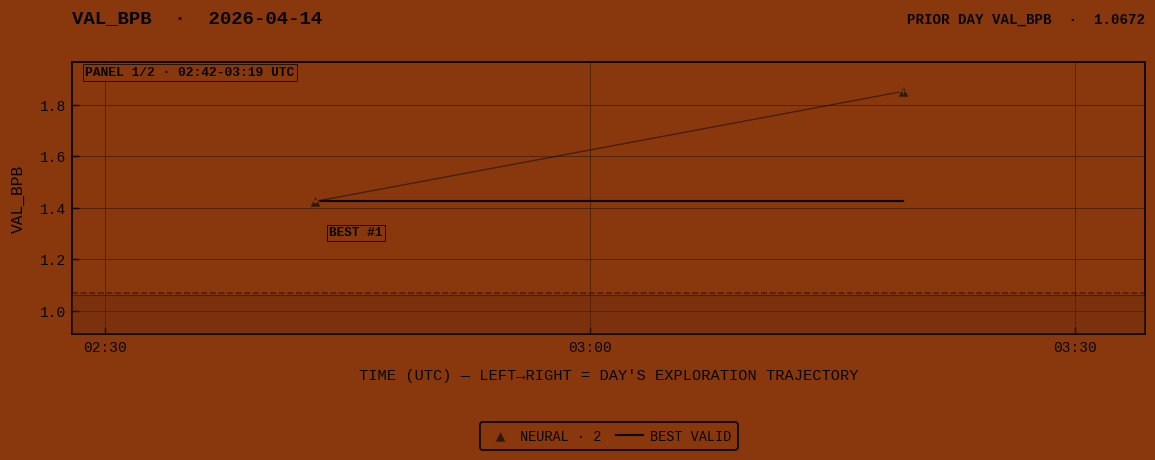 VAL_BPB · 2026-04-14
PRIOR DAY VAL_BPB · 1.0672
PANEL 1/2 · 02:42-03:19 UTC
1.8
1.6
1.4
1.2
1.0
VAL_BPB
BEST #1
02:30 03:00 03:30
TIME (UTC) — LEFT→RIGHT = DAY'S EXPLORATION TRAJECTORY
NEURAL · 2 BEST VALID